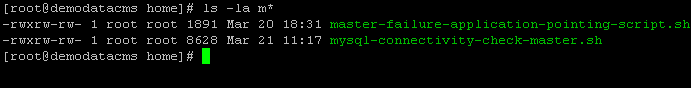 [root@demodatacms home]# ls -la m*
-rwxrw-rw- 1 root root 1891 Mar 20 18:31 master-failure-application-pointing-script.sh
-rwxrw-rw- 1 root root 8628 Mar 21 11:17 mysql-connectivity-check-master.sh
[root@demodatacms home]#